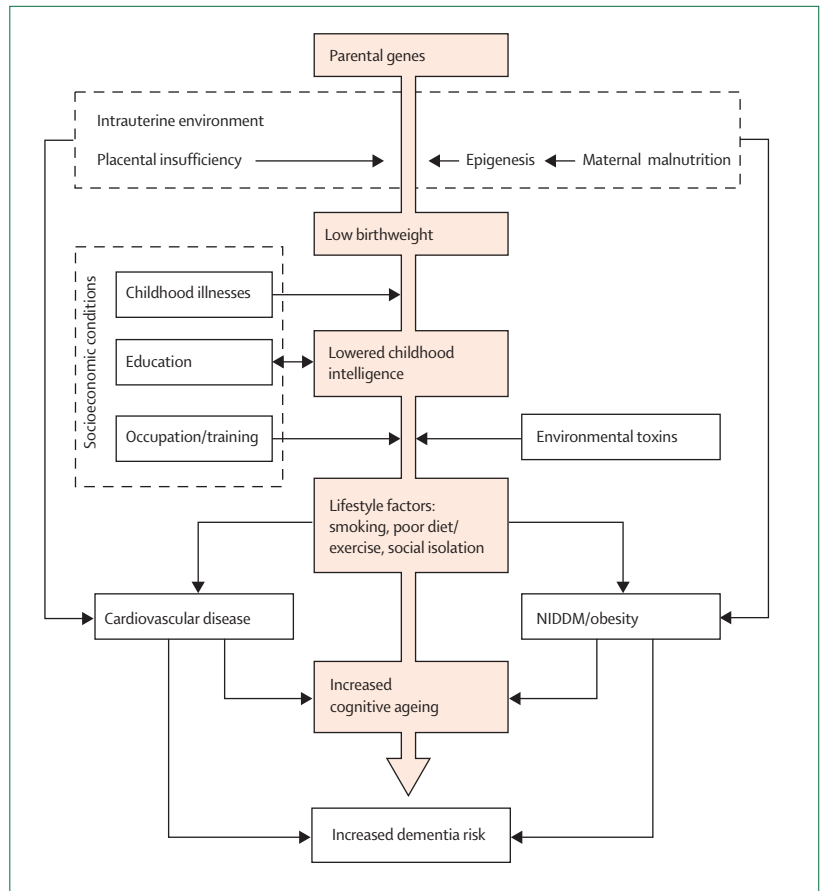 Parental genes
Intrauterine environment
Placental insufficiency
Epigenesis
Maternal malnutrition
Low birthweight
Socioeconomic conditions
Childhood illnesses
Lowered childhood
intelligence
Education
Occupation/training
Environmental toxins
Lifestyle factors:
smoking, poor diet/
exercise, social isolation
Cardiovascular disease
NIDDM/obesity
Increased
cognitive ageing
Increased dementia risk